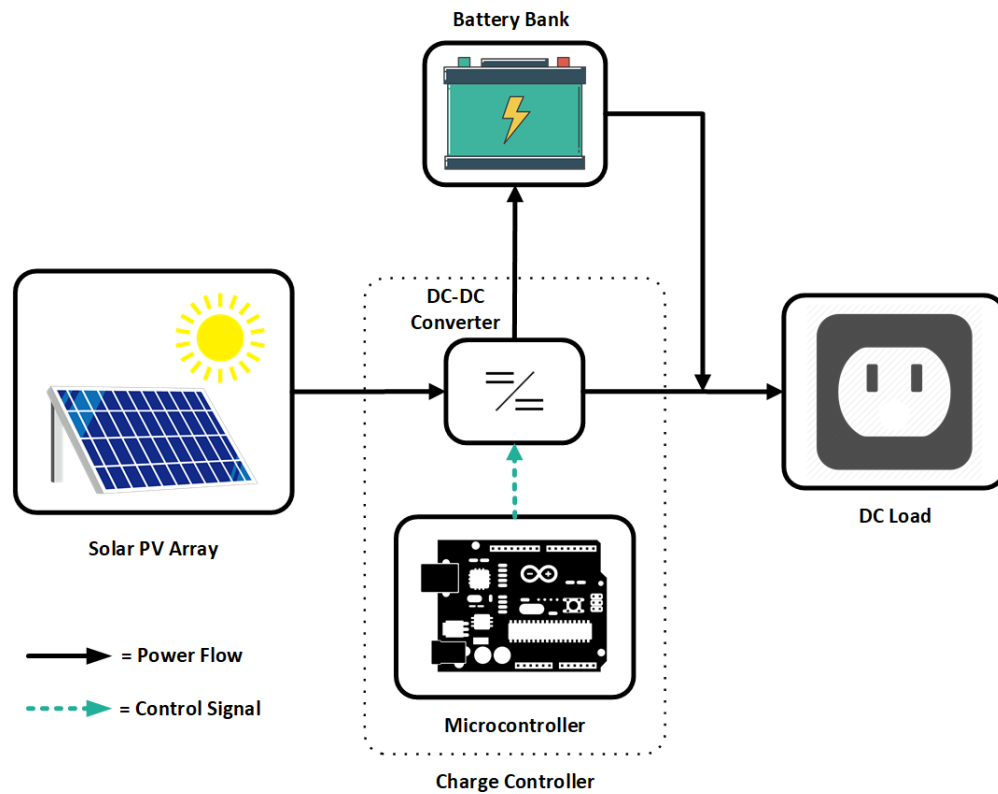 Battery Bank
DC-DC
Converter
Solar PV Array
DC Load
= Power Flow
= Control Signal
Microcontroller
Charge Controller